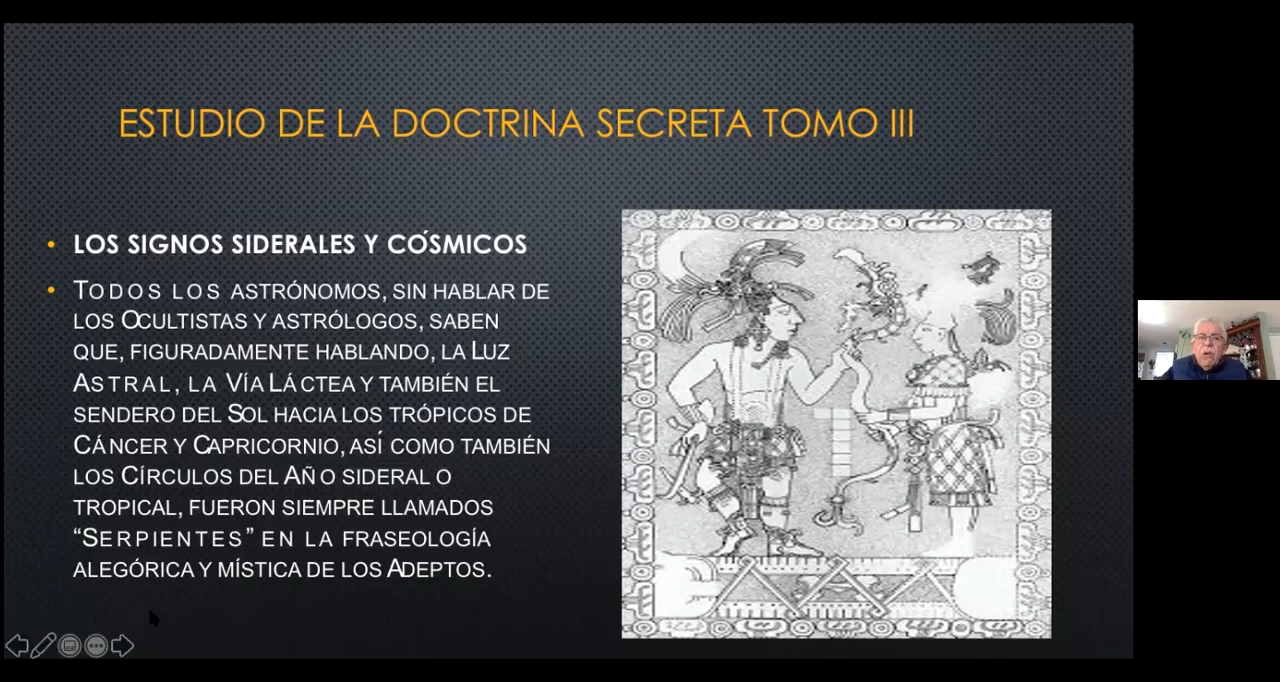 ESTUDIO DE LA DOCTRINA SECRETA TOMO III
• LOS SIGNOS SIDERALES Y CÓSMICOS
• TODOS LOS ASTRÓNOMOS, SIN HABLAR DE
LOS OCULTISTAS Y ASTRÓLOGOS, SABEN
QUE, FIGURADAMENTE HABLANDO, LA LUZ
ASTRAL, LA VÍA LÁCTEA Y TAMBIÉN EL
SENDERO DEL SOL HACIA LOS TRÓPICOS DE
CÁNCER Y CAPRICORNIO, ASÍ COMO TAMBIÉN
LOS CÍRCULOS DEL AÑO SIDERAL O
TROPICAL, FUERON SIEMPRE LLAMADOS
“SERPIENTES” EN LA FRASEOLOGÍA
ALEGÓRICA Y MÍSTICA DE LOS ADEPTOS.